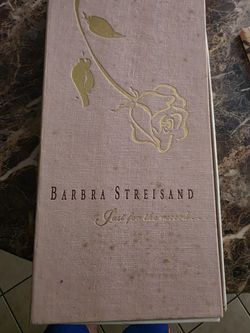 BARBRA STREISAND
Just for the record...